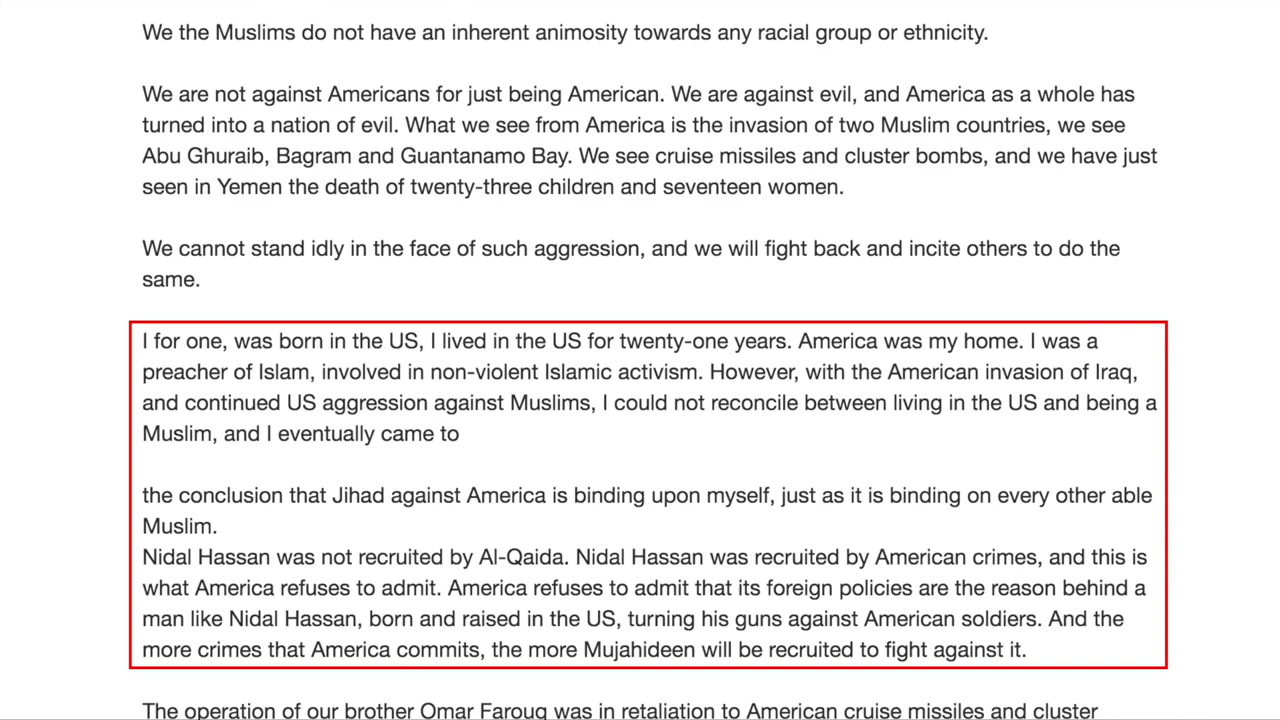 We the Muslims do not have an inherent animosity towards any racial group or ethnicity.
We are not against Americans for just being American. We are against evil, and America as a whole has
turned into a nation of evil. What we see from America is the invasion of two Muslim countries, we see
Abu Ghuraib, Bagram and Guantanamo Bay. We see cruise missiles and cluster bombs, and we have just
seen in Yemen the death of twenty-three children and seventeen women.
We cannot stand idly in the face of such aggression, and we will fight back and incite others to do the
same.
I for one, was born in the US, I lived in the US for twenty-one years. America was my home. I was a
preacher of Islam, involved in non-violent Islamic activism. However, with the American invasion of Iraq,
and continued US aggression against Muslims, I could not reconcile between living in the US and being a
Muslim, and I eventually came to
the conclusion that Jihad against America is binding upon myself, just as it is binding on every other able
Muslim.
Nidal Hassan was not recruited by Al-Qaida. Nidal Hassan was recruited by American crimes, and this is
what America refuses to admit. America refuses to admit that its foreign policies are the reason behind a
man like Nidal Hassan, born and raised in the US, turning his guns against American soldiers. And the
more crimes that America commits, the more Mujahideen will be recruited to fight against it.
The operation of our brother Omar Farouq was in retaliation to American cruise missiles and cluster